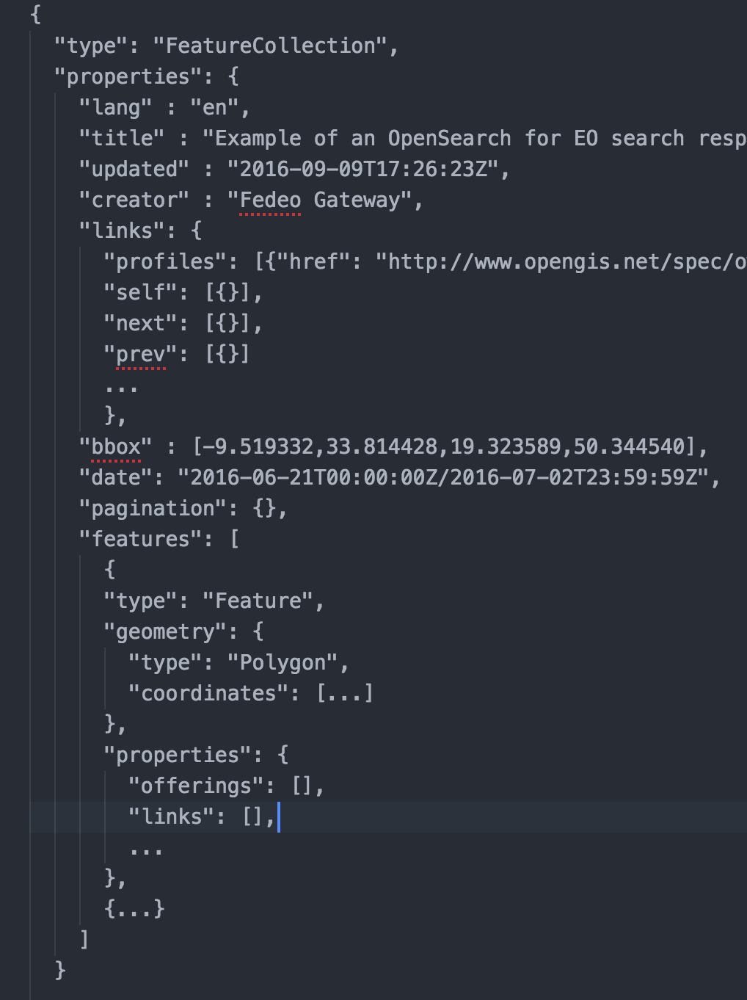 {
"type": "FeatureCollection",
"properties": {
"lang" : "en",
"title" : "Example of an OpenSearch for EO search resp
"updated" : "2016-09-09T17:26:23Z",
"creator" : "Fedeo Gateway",
"links": {
"profiles": [{"href": "http://www.opengis.net/spec/o
"self": [{}],
"next": [{}],
"prev": [{}]
...
},
"bbox" : [-9.519332,33.814428,19.323589,50.344540],
"date": "2016-06-21T00:00:00Z/2016-07-02T23:59:59Z",
"pagination": {},
"features": [
{
"type": "Feature",
"geometry": {
"type": "Polygon",
"coordinates": [...]
},
"properties": {
"offerings": [],
"links": [],
...
},
{...}
]
}